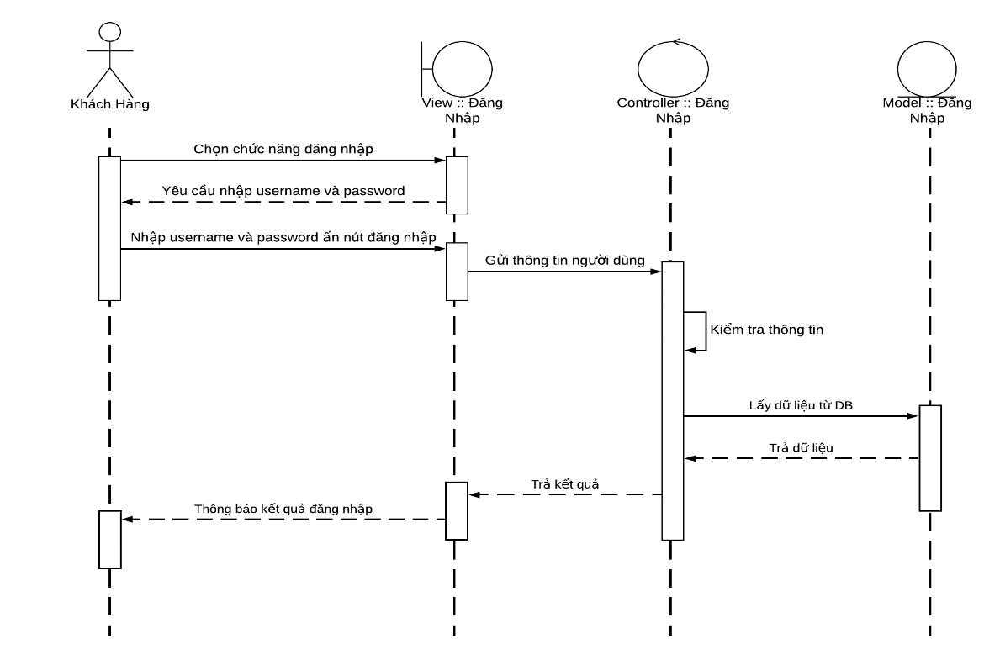 Khách Hàng
View :: Đăng
Nhập
Controller :: Đăng
Nhập
Model :: Đăng
Nhập
Chọn chức năng đăng nhập
Yêu cầu nhập username và password
Nhập username và password ấn nút đăng nhập
Gửi thông tin người dùng
Kiểm tra thông tin
Lấy dữ liệu từ DB
Trả dữ liệu
Trả kết quả
Thông báo kết quả đăng nhập